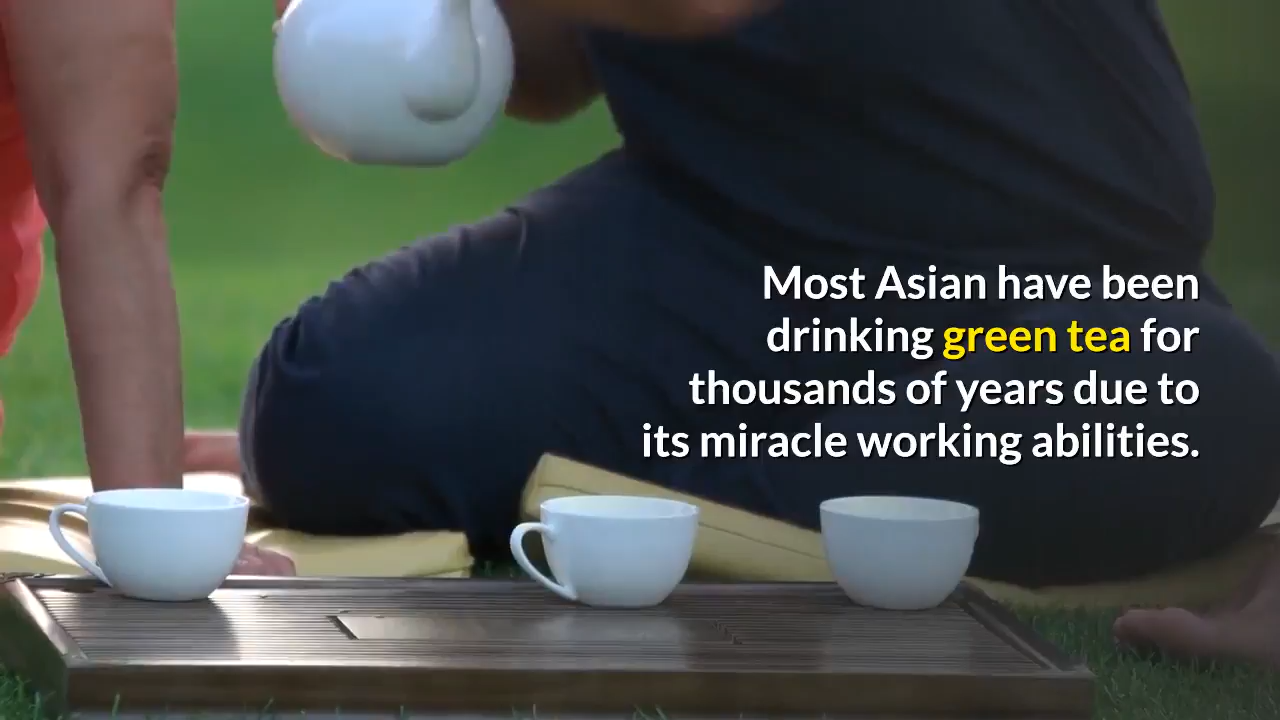 Most Asian have been
drinking green tea for
thousands of years due to
its miracle working abilities.